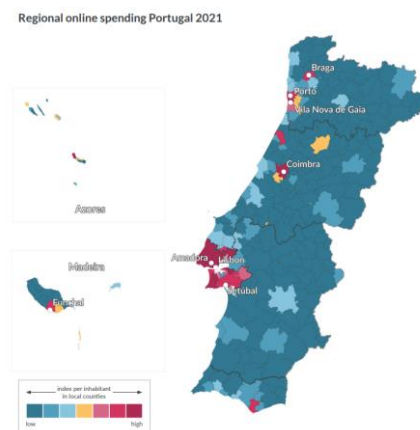 Regional online spending Portugal 2021
Braga
Porto
Vila Nova de Gaia
Coimbra
Azores
Amadora
Lisbon
Setúbal
Madeira
Funchal
index per inhabitant
in local counties
low
high